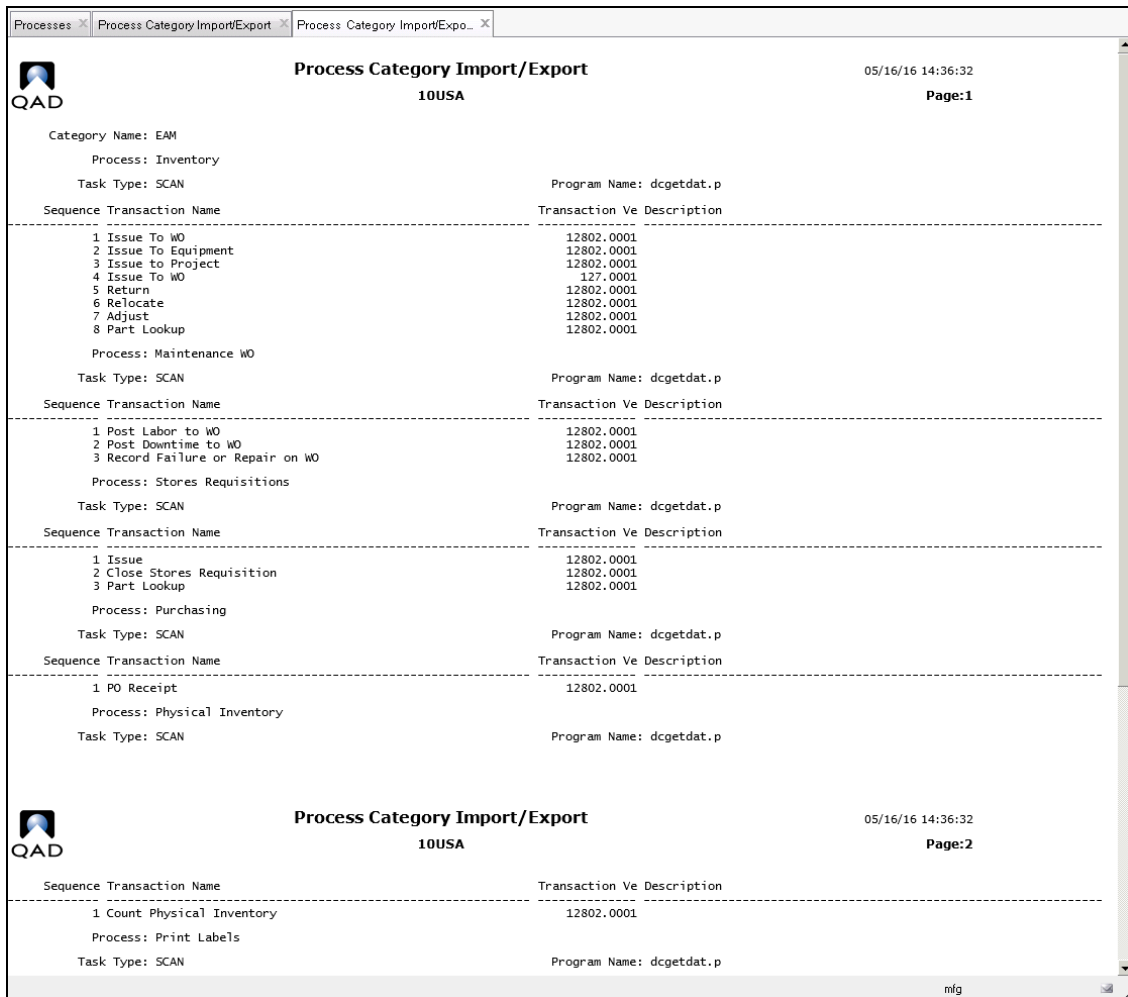 Processes Process Category Import/Export Process Category Import/Expo...
QAD
Process Category Import/Export 05/16/16 14:36:32
10USA Page:1
Category Name: EAM
Process: Inventory
Task Type: SCAN Program Name: dcgetdat.p
Sequence Transaction Name Transaction Ve Description
1 Issue To WO 12802.0001
2 Issue To Equipment 12802.0001
3 Issue to Project 12802.0001
4 Issue To WO 127.0001
5 Return 12802.0001
6 Relocate 12802.0001
7 Adjust 12802.0001
8 Part Lookup 12802.0001
Process: Maintenance WO
Task Type: SCAN Program Name: dcgetdat.p
Sequence Transaction Name Transaction Ve Description
1 Post Labor to WO 12802.0001
2 Post Downtime to WO 12802.0001
3 Record Failure or Repair on WO 12802.0001
Process: Stores Requisitions
Task Type: SCAN Program Name: dcgetdat.p
Sequence Transaction Name Transaction Ve Description
1 Issue 12802.0001
2 Close Stores Requisition 12802.0001
3 Part Lookup 12802.0001
Process: Purchasing
Task Type: SCAN Program Name: dcgetdat.p
Sequence Transaction Name Transaction Ve Description
1 PO Receipt 12802.0001
Process: Physical Inventory
Task Type: SCAN Program Name: dcgetdat.p
QAD
Process Category Import/Export 05/16/16 14:36:32
10USA Page:2
Sequence Transaction Name Transaction Ve Description
1 Count Physical Inventory 12802.0001
Process: Print Labels
Task Type: SCAN Program Name: dcgetdat.p
mfg